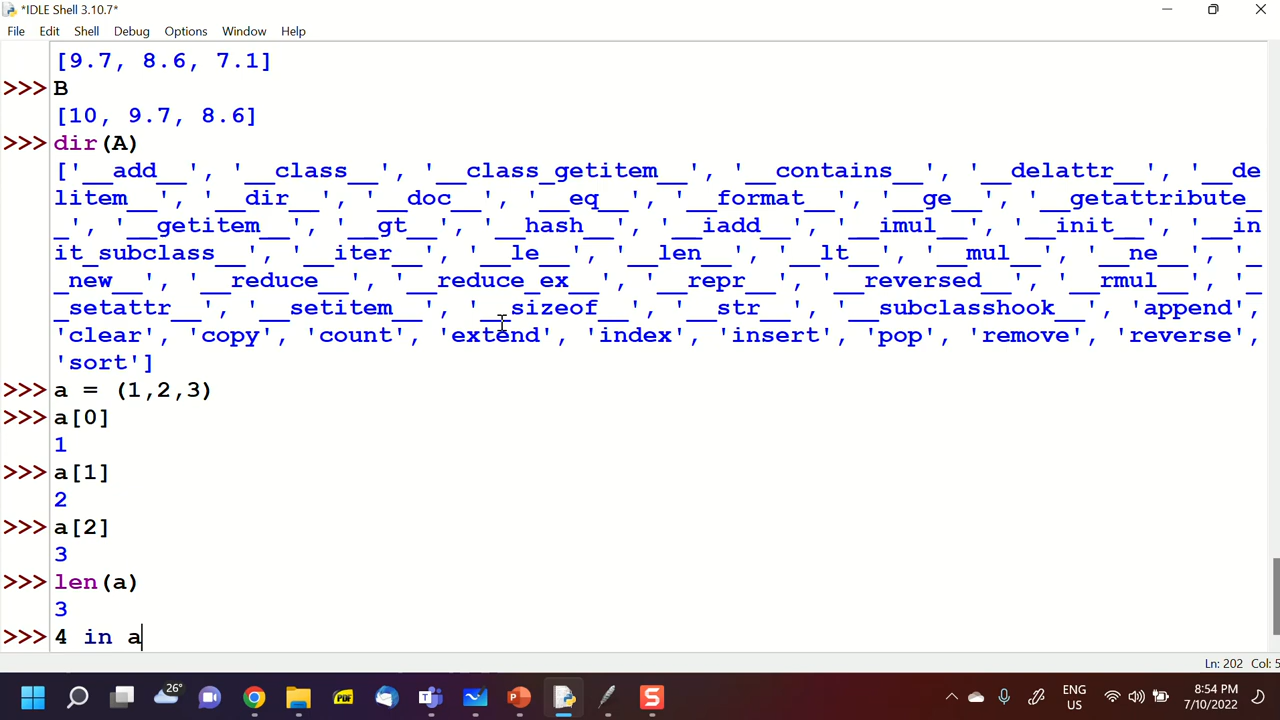 *IDLE Shell 3.10.7*
File Edit Shell Debug Options Window Help
[9.7, 8.6, 7.1]
>>> B
[10, 9.7, 8.6]
>>> dir(A)
['__add__', '__class__', '__class_getitem__', '__contains__', '__delattr__', '__de
litem__', '__dir__', '__doc__', '__eq__', '__format__', '__ge__', '__getattribute_
_', '__getitem__', '__gt__', '__hash__', '__iadd__', '__imul__', '__init__', '__in
it_subclass__', '__iter__', '__le__', '__len__', '__lt__', '__mul__', '__ne__', '_
_new__', '__reduce__', '__reduce_ex__', '__repr__', '__reversed__', '__rmul__', '_
_setattr__', '__setitem__', '__sizeof__', '__str__', '__subclasshook__', 'append',
'clear', 'copy', 'count', 'extend', 'index', 'insert', 'pop', 'remove', 'reverse',
'sort']
>>> a = (1,2,3)
>>> a[0]
1
>>> a[1]
2
>>> a[2]
3
>>> len(a)
3
>>> 4 in a
Ln: 202 Col: 5
26°
PDF
T
P
S
ENG
US
8:54 PM
7/10/2022